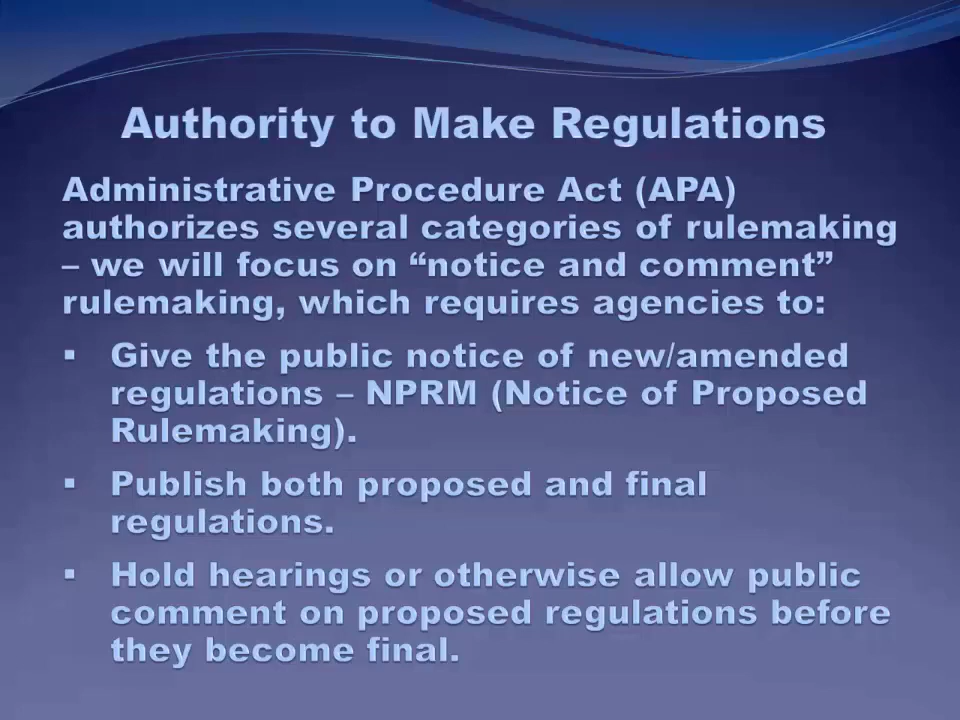 Authority to Make Regulations
Administrative Procedure Act (APA)
authorizes several categories of rulemaking
– we will focus on “notice and comment”
rulemaking, which requires agencies to:
▪ Give the public notice of new/amended
regulations – NPRM (Notice of Proposed
Rulemaking).
▪ Publish both proposed and final
regulations.
▪ Hold hearings or otherwise allow public
comment on proposed regulations before
they become final.